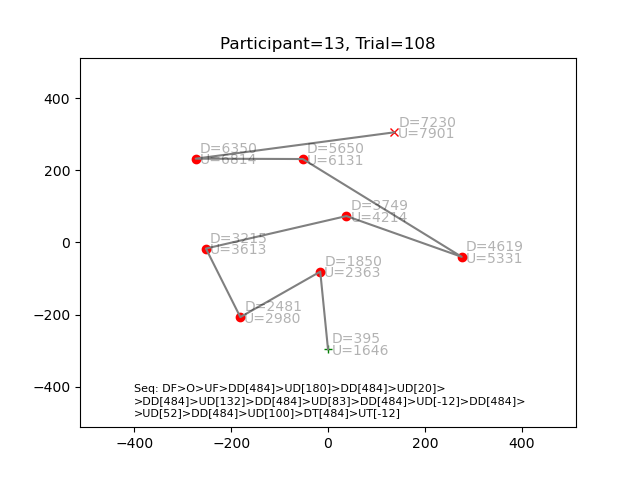 Participant=13, Trial=108
400
200
0
−200
−400
D=7230
U=7901
D=6350
U=6814
D=5650
U=6131
D=3749
U=4214
D=3215
U=3613
D=4619
U=5331
D=1850
U=2363
D=2481
U=2980
D=395
U=1646
Seq: DF>O>UF>DD[484]>UD[180]>DD[484]>UD[20]>
>DD[484]>UD[132]>DD[484]>UD[83]>DD[484]>UD[-12]>DD[484]>
>UD[52]>DD[484]>UD[100]>DT[484]>UT[-12]
−400 −200 0 200 400